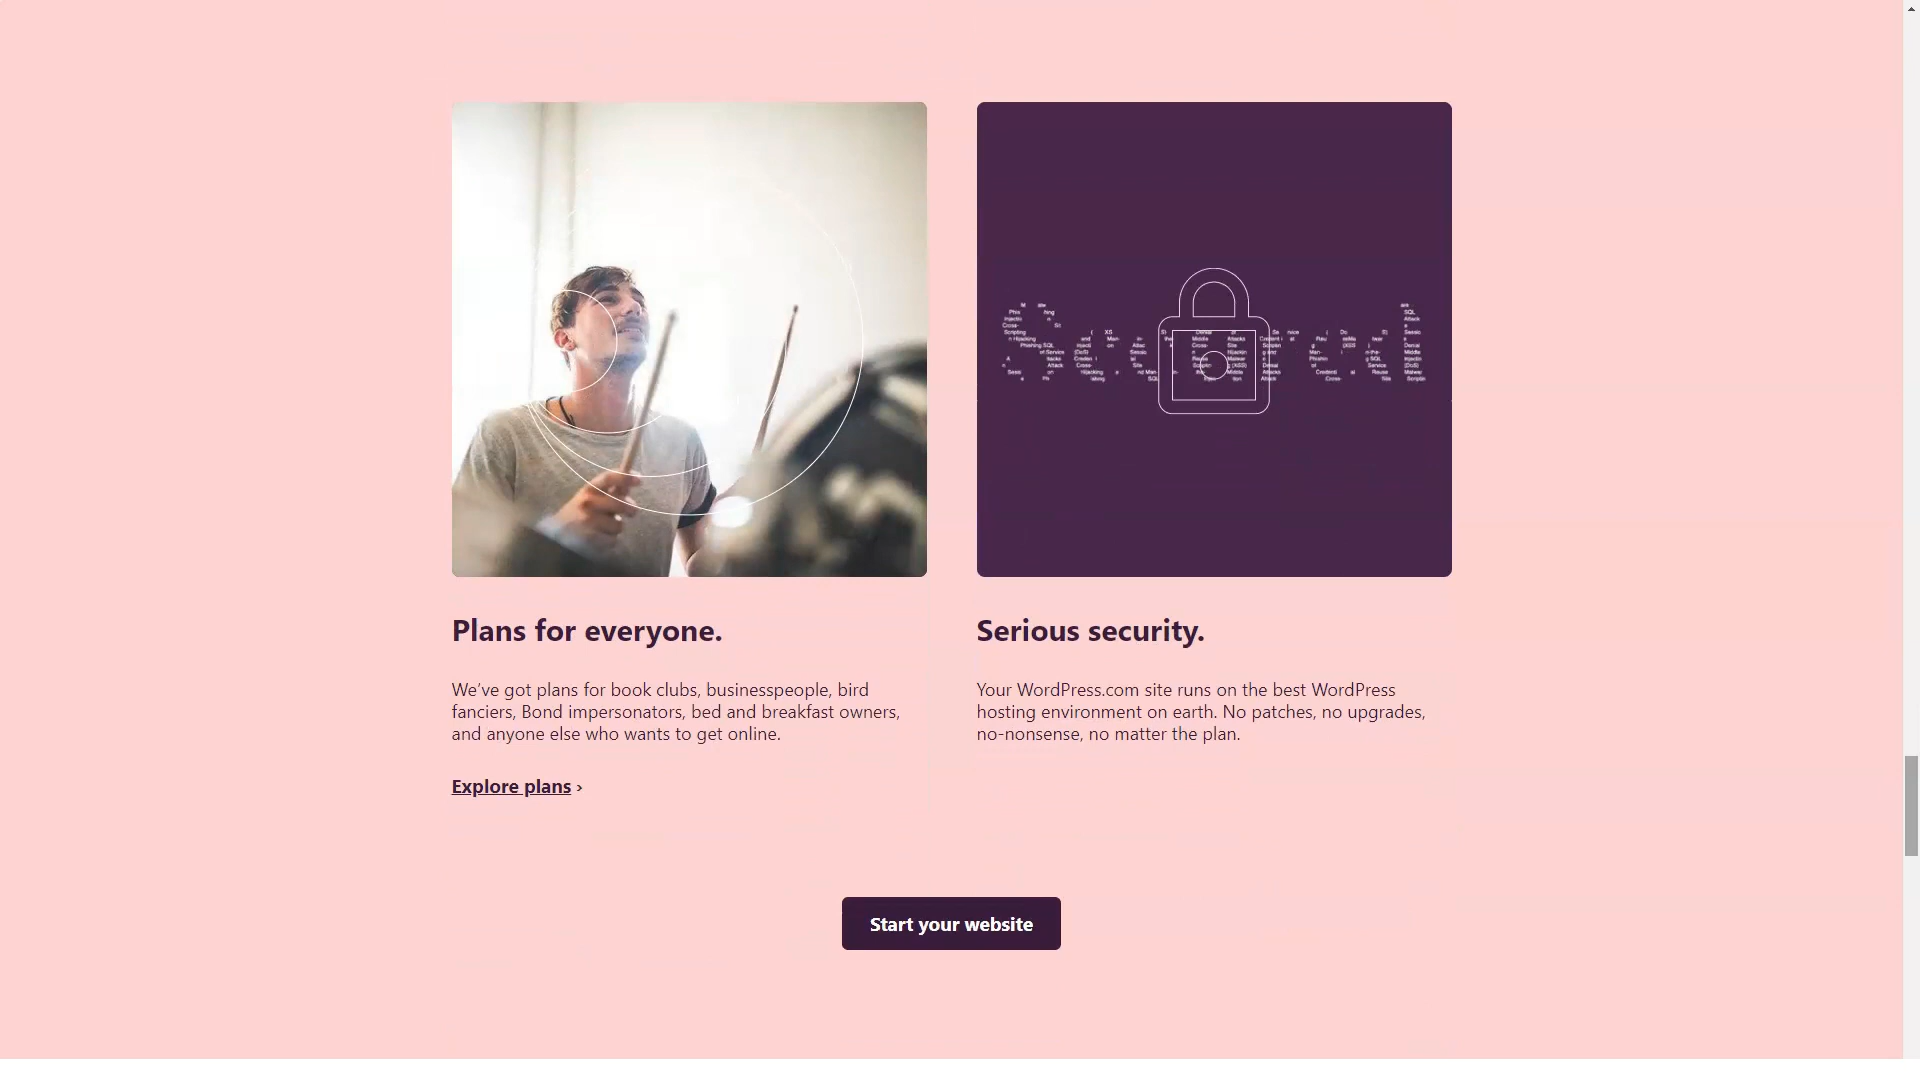 Plans for everyone.
We’ve got plans for book clubs, businesspeople, bird
fanciers, Bond impersonators, bed and breakfast owners,
and anyone else who wants to get online.
Explore plans ›
Serious security.
Your WordPress.com site runs on the best WordPress
hosting environment on earth. No patches, no upgrades,
no-nonsense, no matter the plan.
Start your website